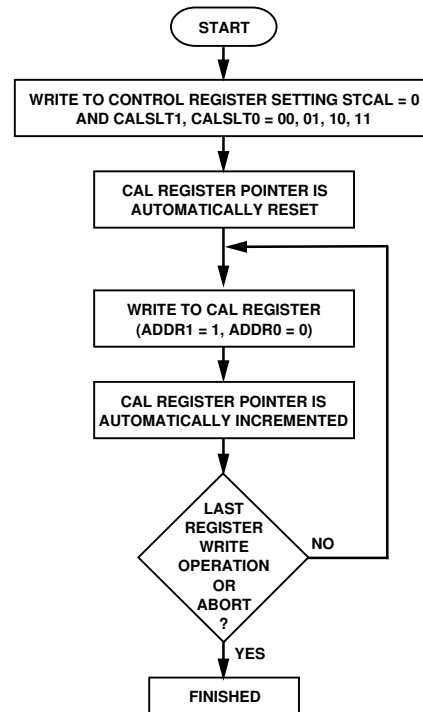 START
WRITE TO CONTROL REGISTER SETTING STCAL = 0
AND CALSLT1, CALSLT0 = 00, 01, 10, 11
CAL REGISTER POINTER IS
AUTOMATICALLY RESET
WRITE TO CAL REGISTER
(ADDR1 = 1, ADDR0 = 0)
CAL REGISTER POINTER IS
AUTOMATICALLY INCREMENTED
LAST
REGISTER
WRITE
OPERATION
OR
ABORT
?
NO
YES
FINISHED